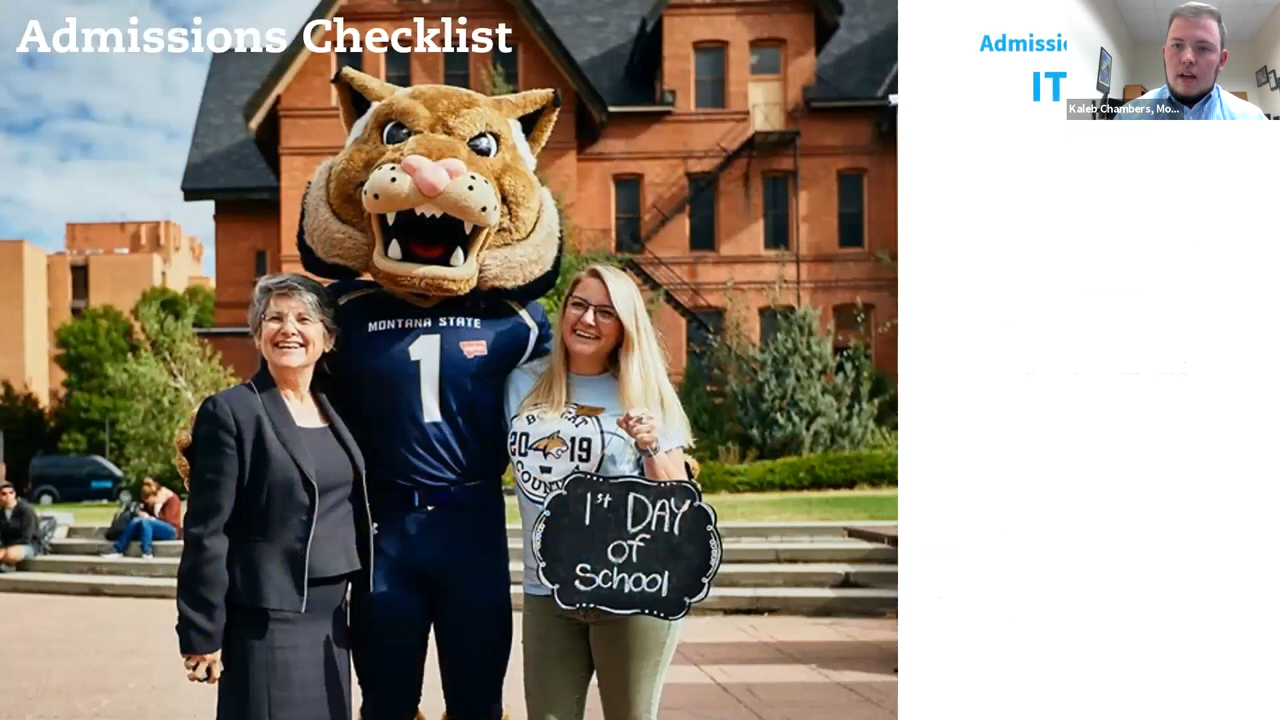 Admissions Checklist
Admissi
IT
Kaleb Chambers, Mo...
MONTANA STATE
1
20 19
1st DAY
of
School